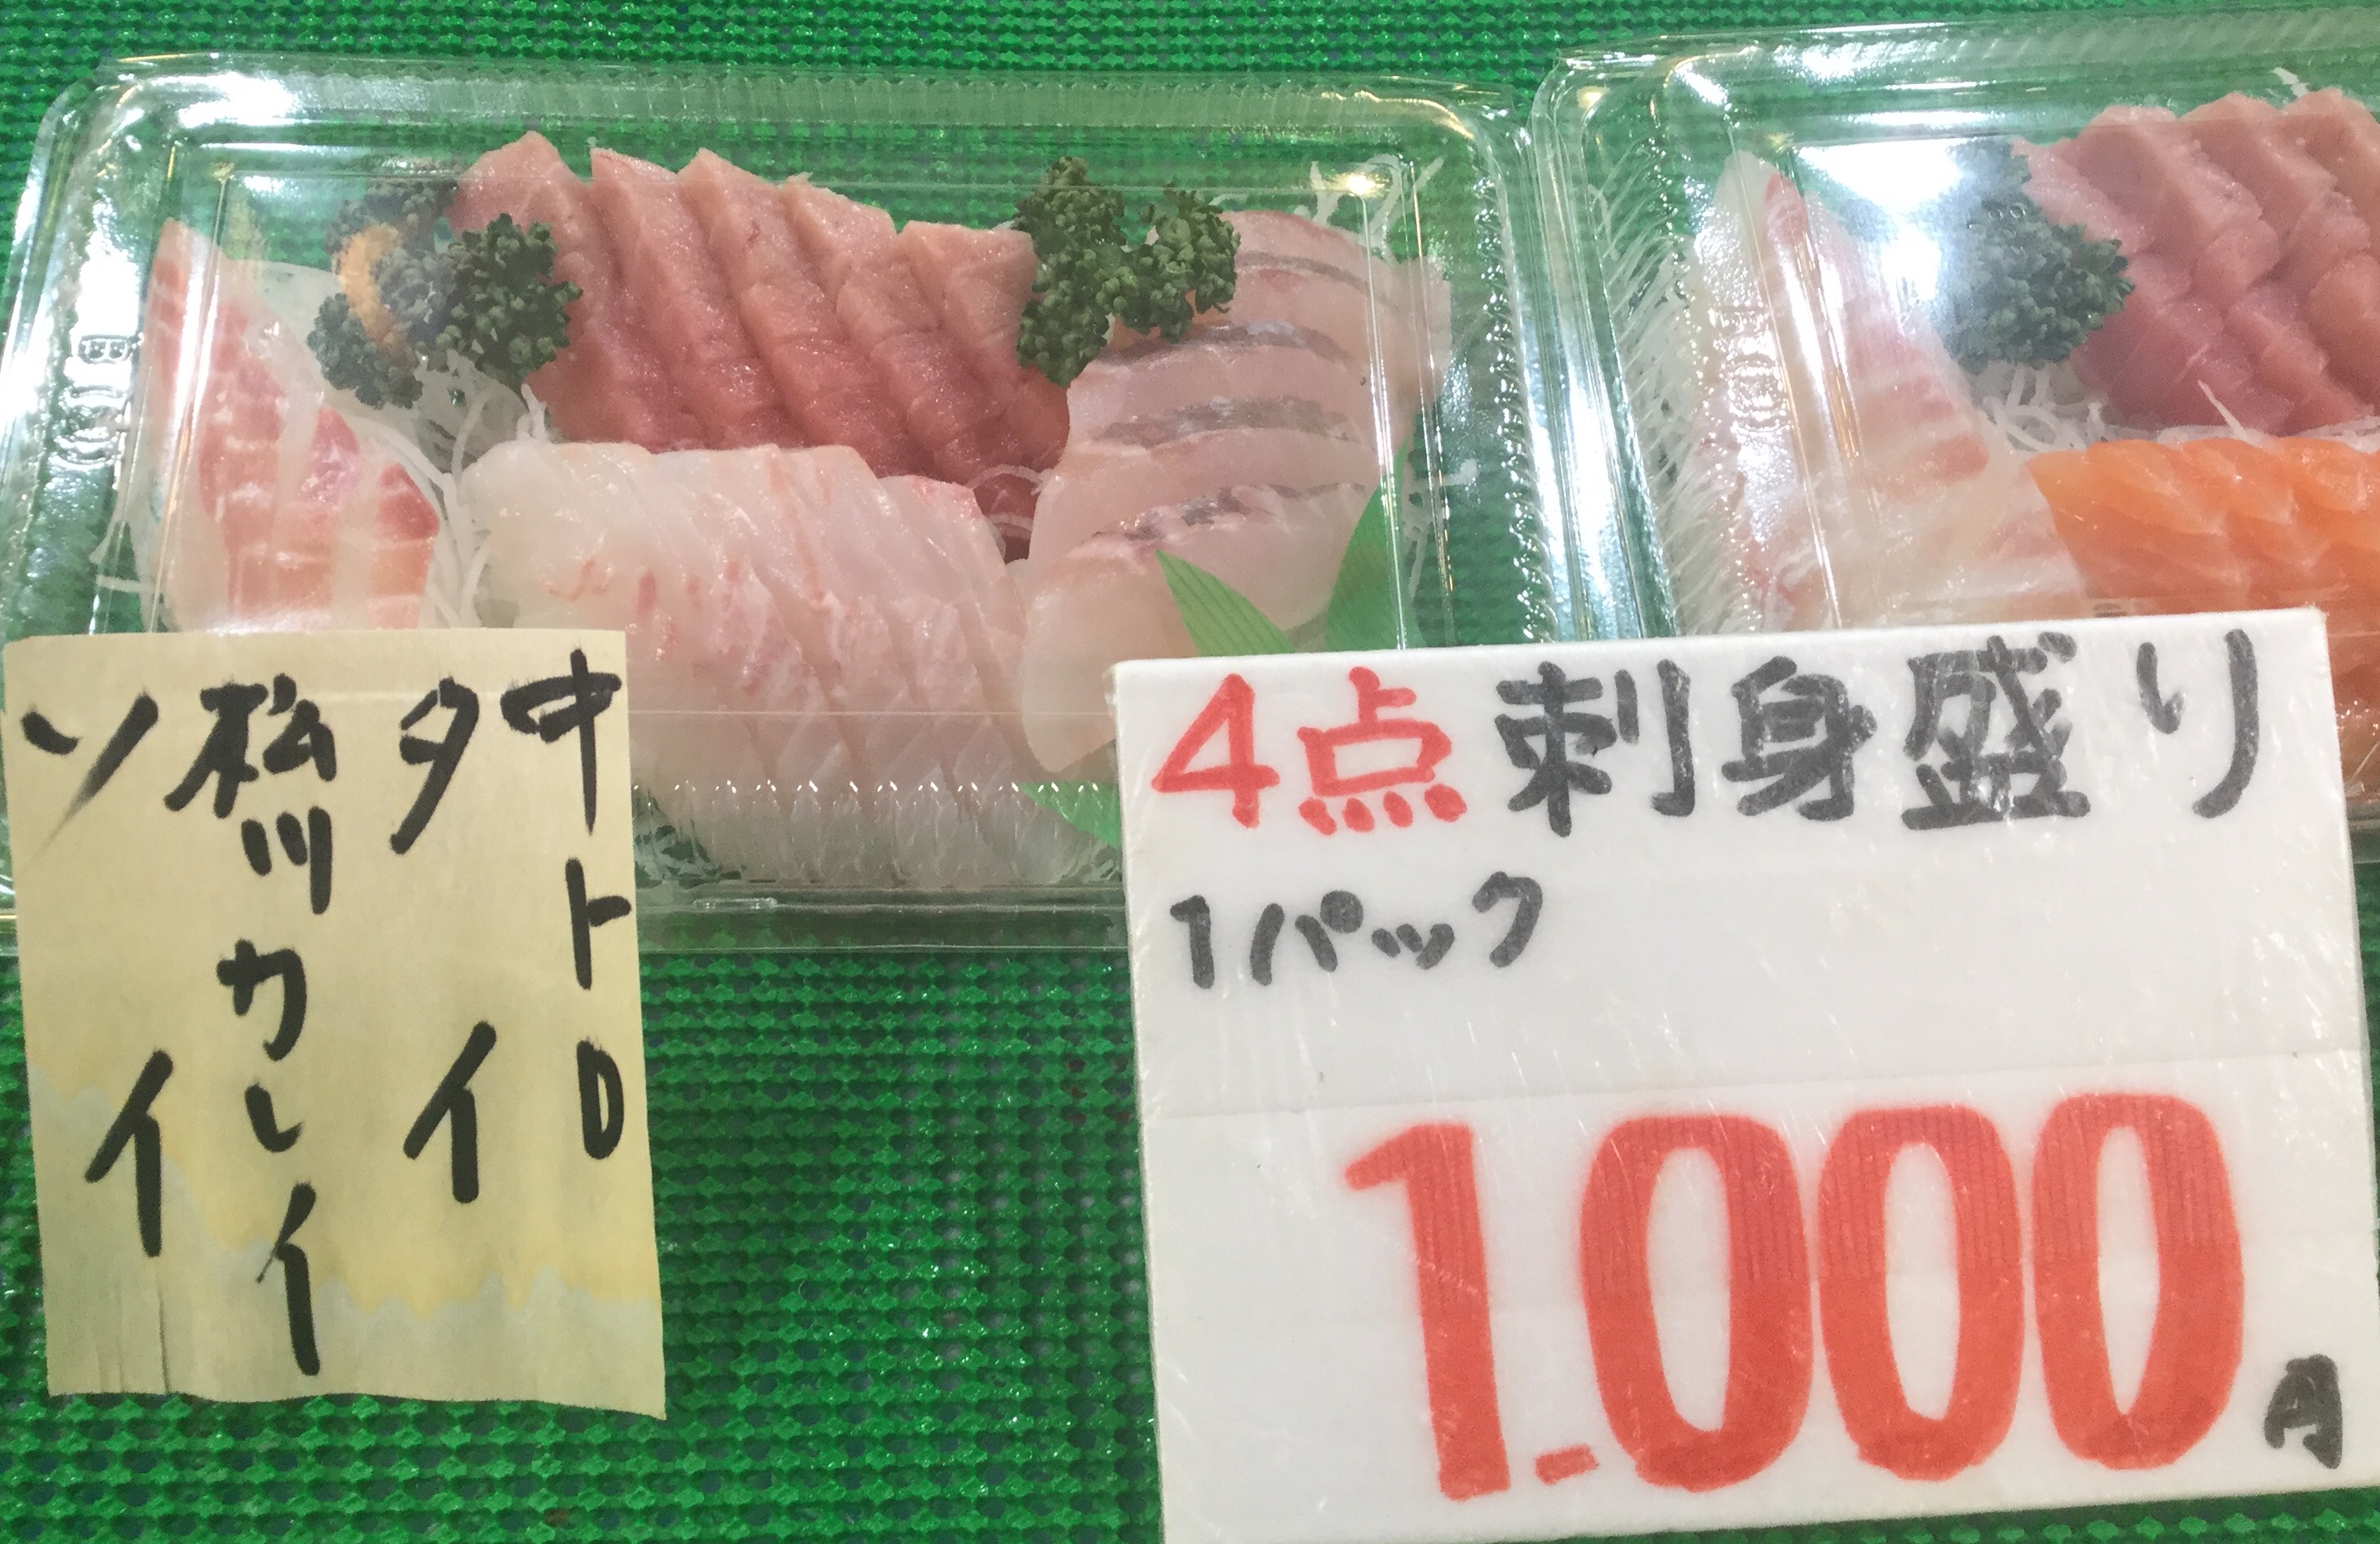 中トロ
タイ
松川カレイ
ソイ
4点刺身盛り
1パック
1.000円